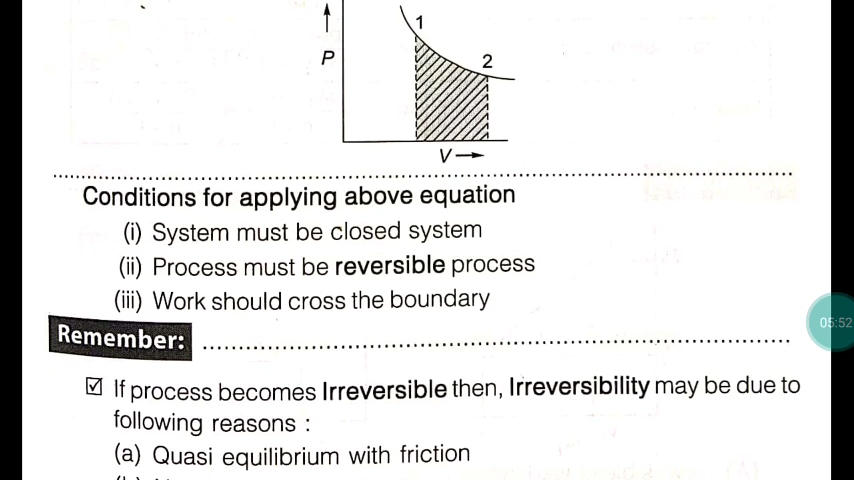 1
P
2
V
Conditions for applying above equation
(i) System must be closed system
(ii) Process must be reversible process
(iii) Work should cross the boundary
Remember:
05:52
If process becomes Irreversible then, Irreversibility may be due to
following reasons :
(a) Quasi equilibrium with friction